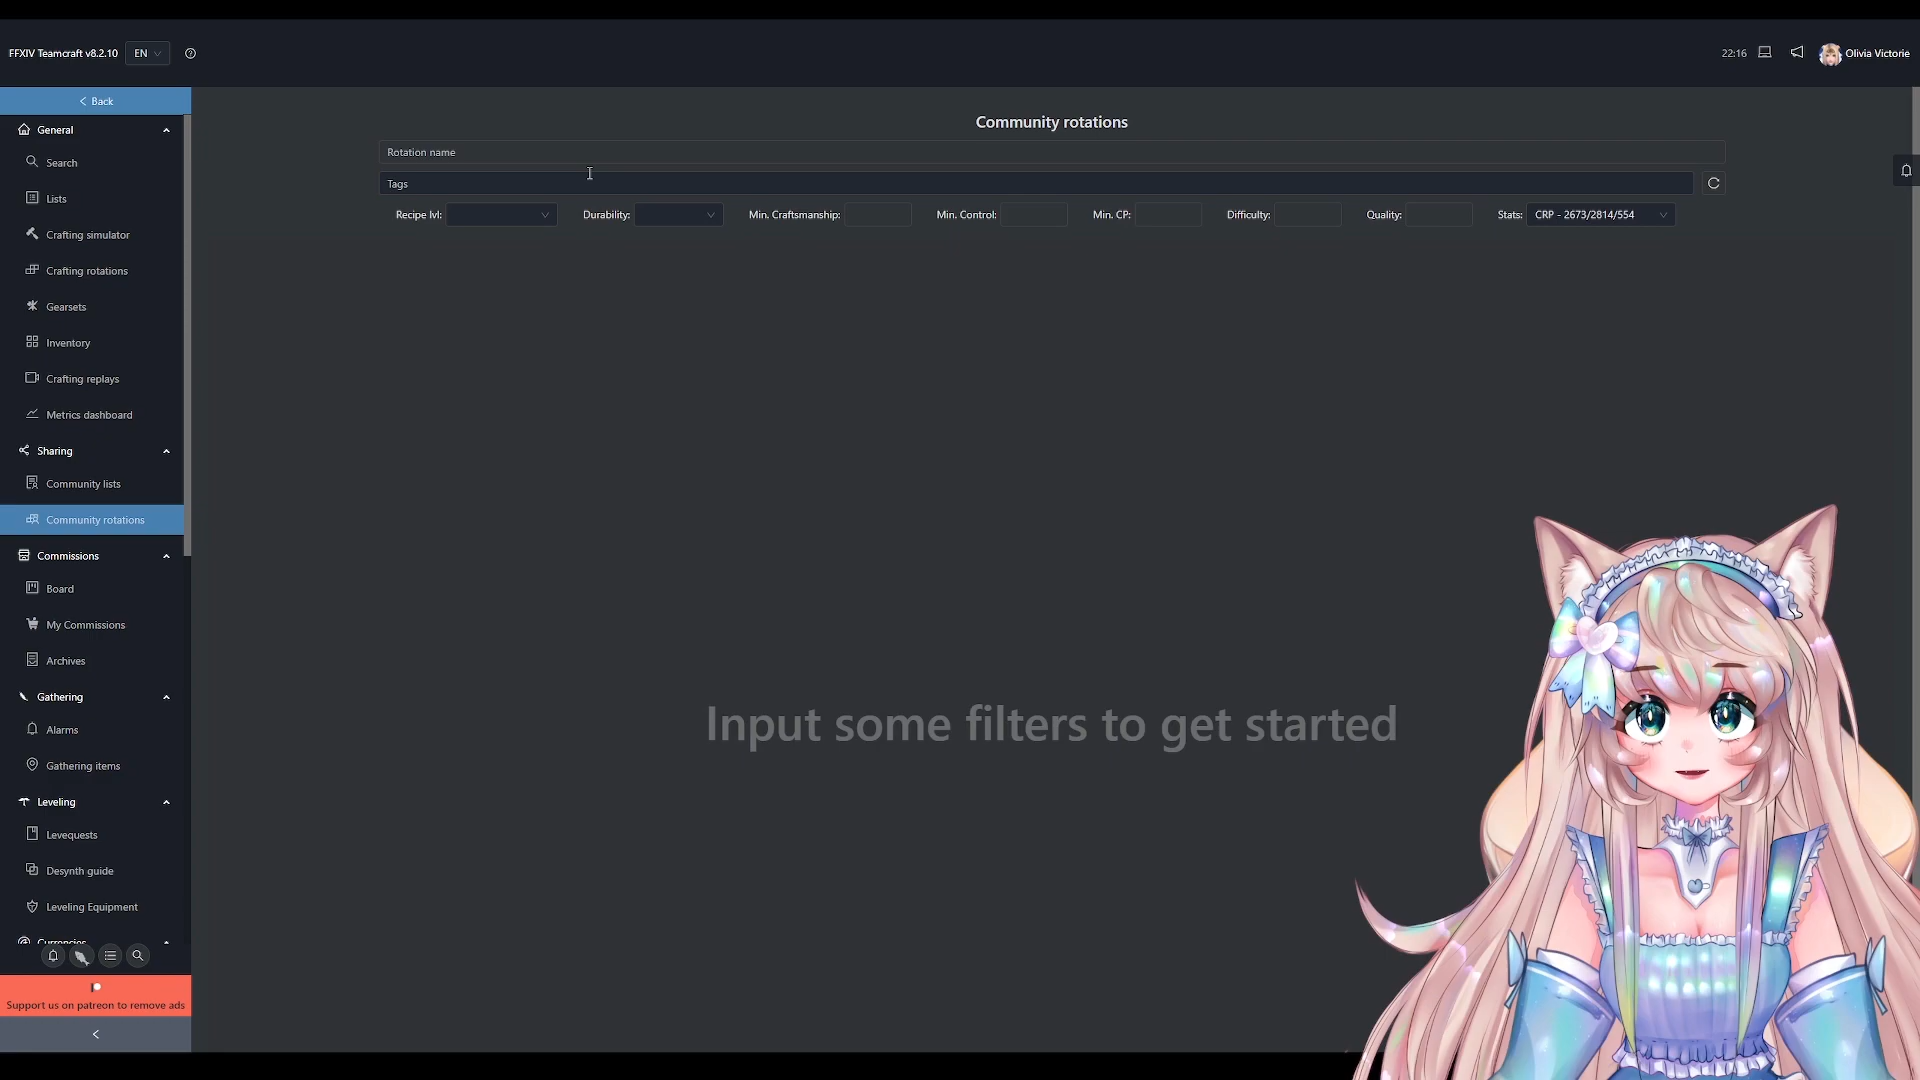 FFXIV Teamcraft v8.2.10 EN
22:16 Olivia Victorie
Back
General
Search
Lists
Crafting simulator
Crafting rotations
Gearsets
Inventory
Crafting replays
Metrics dashboard
Sharing
Community lists
Community rotations
Commissions
Board
My Commissions
Archives
Gathering
Alarms
Gathering items
Leveling
Levequests
Desynth guide
Leveling Equipment
Currencies
Support us on patreon to remove ads
Community rotations
Rotation name
Tags
Recipe lvl: Durability: Min. Craftsmanship: Min. Control: Min. CP: Difficulty: Quality: Stats: CRP - 2673/2814/554
Input some filters to get started